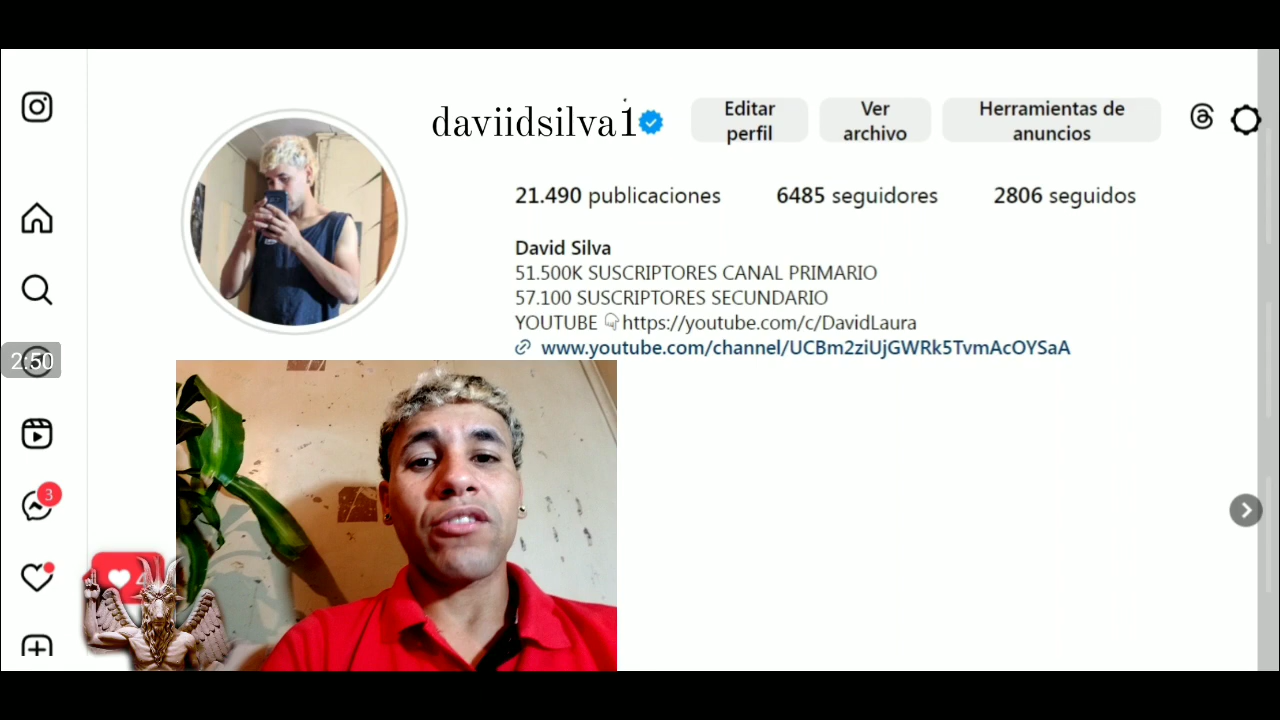 daviidsilva1
Editar
perfil
Ver
archivo
Herramientas de
anuncios
21.490 publicaciones 6485 seguidores 2806 seguidos
David Silva
51.500K SUSCRIPTORES CANAL PRIMARIO
57.100 SUSCRIPTORES SECUNDARIO
YOUTUBE 👇https://youtube.com/c/DavidLaura
www.youtube.com/channel/UCBm2ziUjGWRk5TvmAcOYSaA
2:50
3